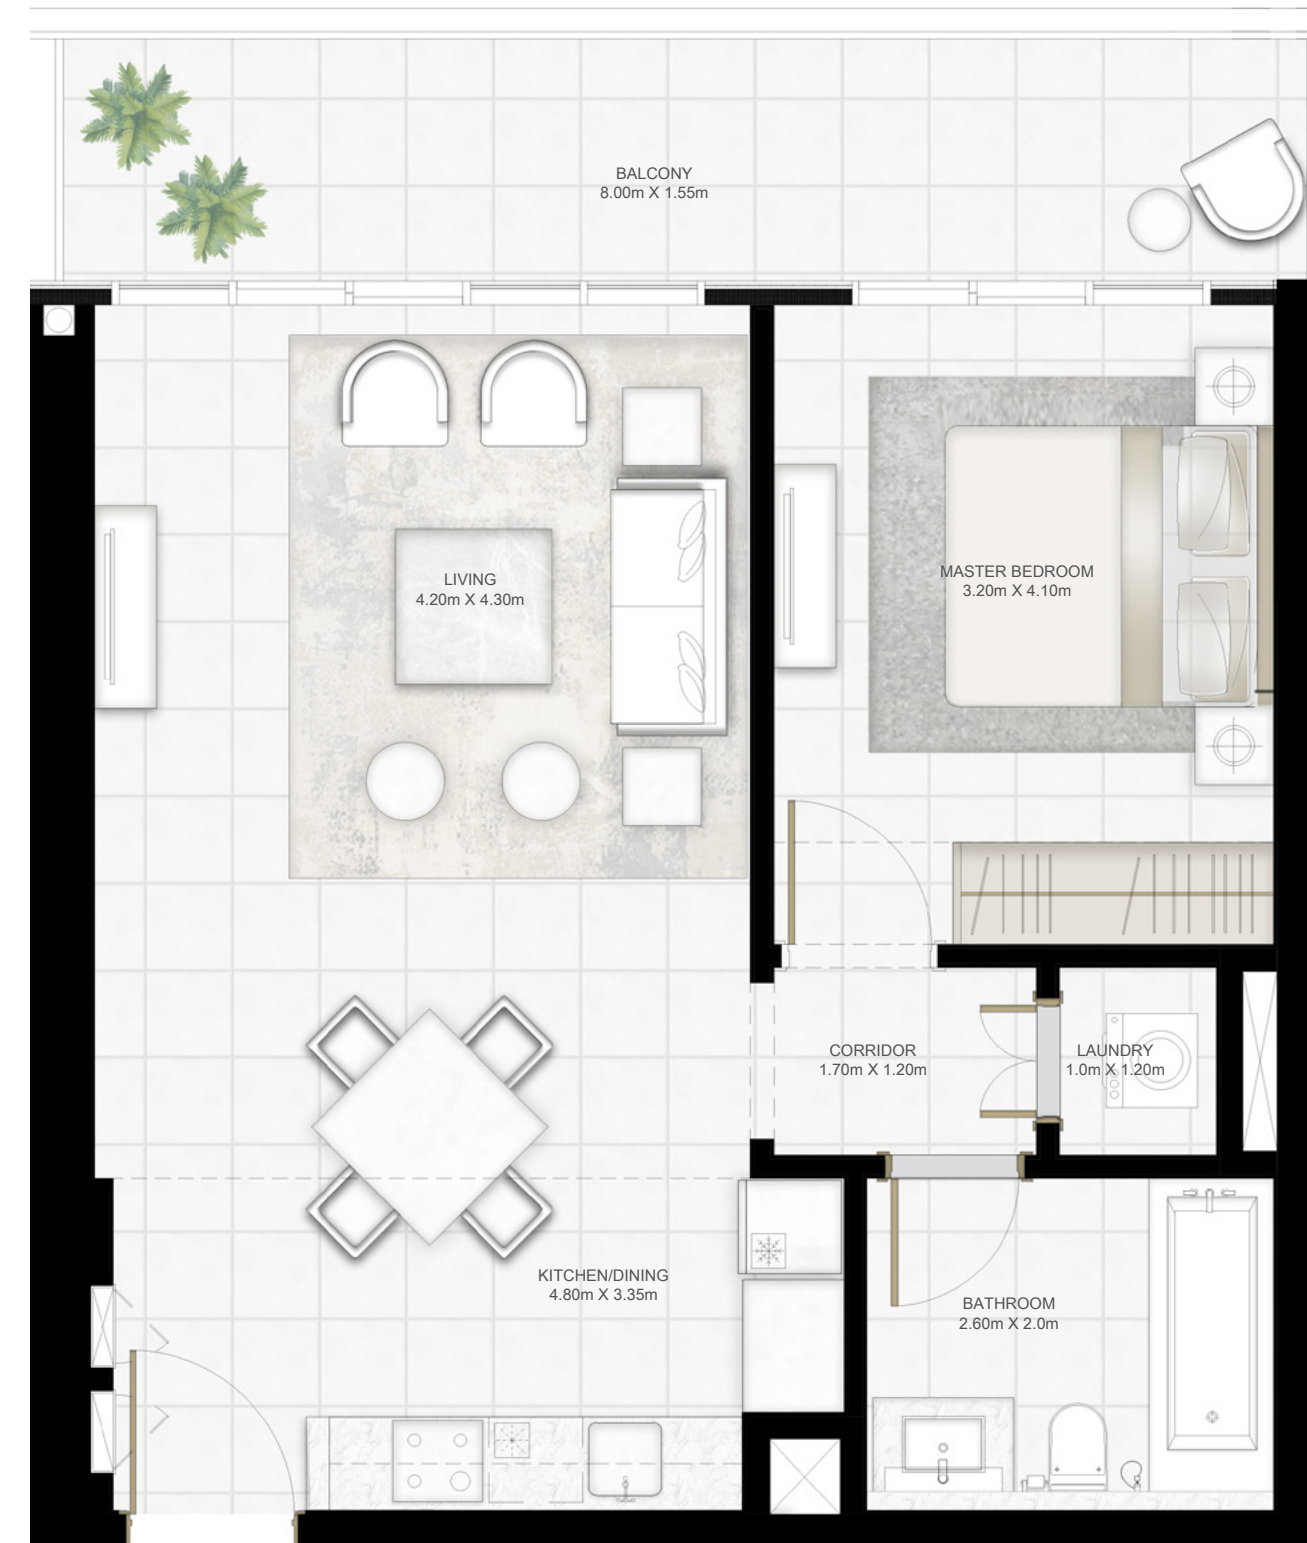 BALCONY
8.00m X 1.55m
LIVING
4.20m X 4.30m
MASTER BEDROOM
3.20m X 4.10m
CORRIDOR
1.70m X 1.20m
LAUNDRY
1.0m X 1.20m
KITCHEN/DINING
4.80m X 3.35m
BATHROOM
2.60m X 2.0m